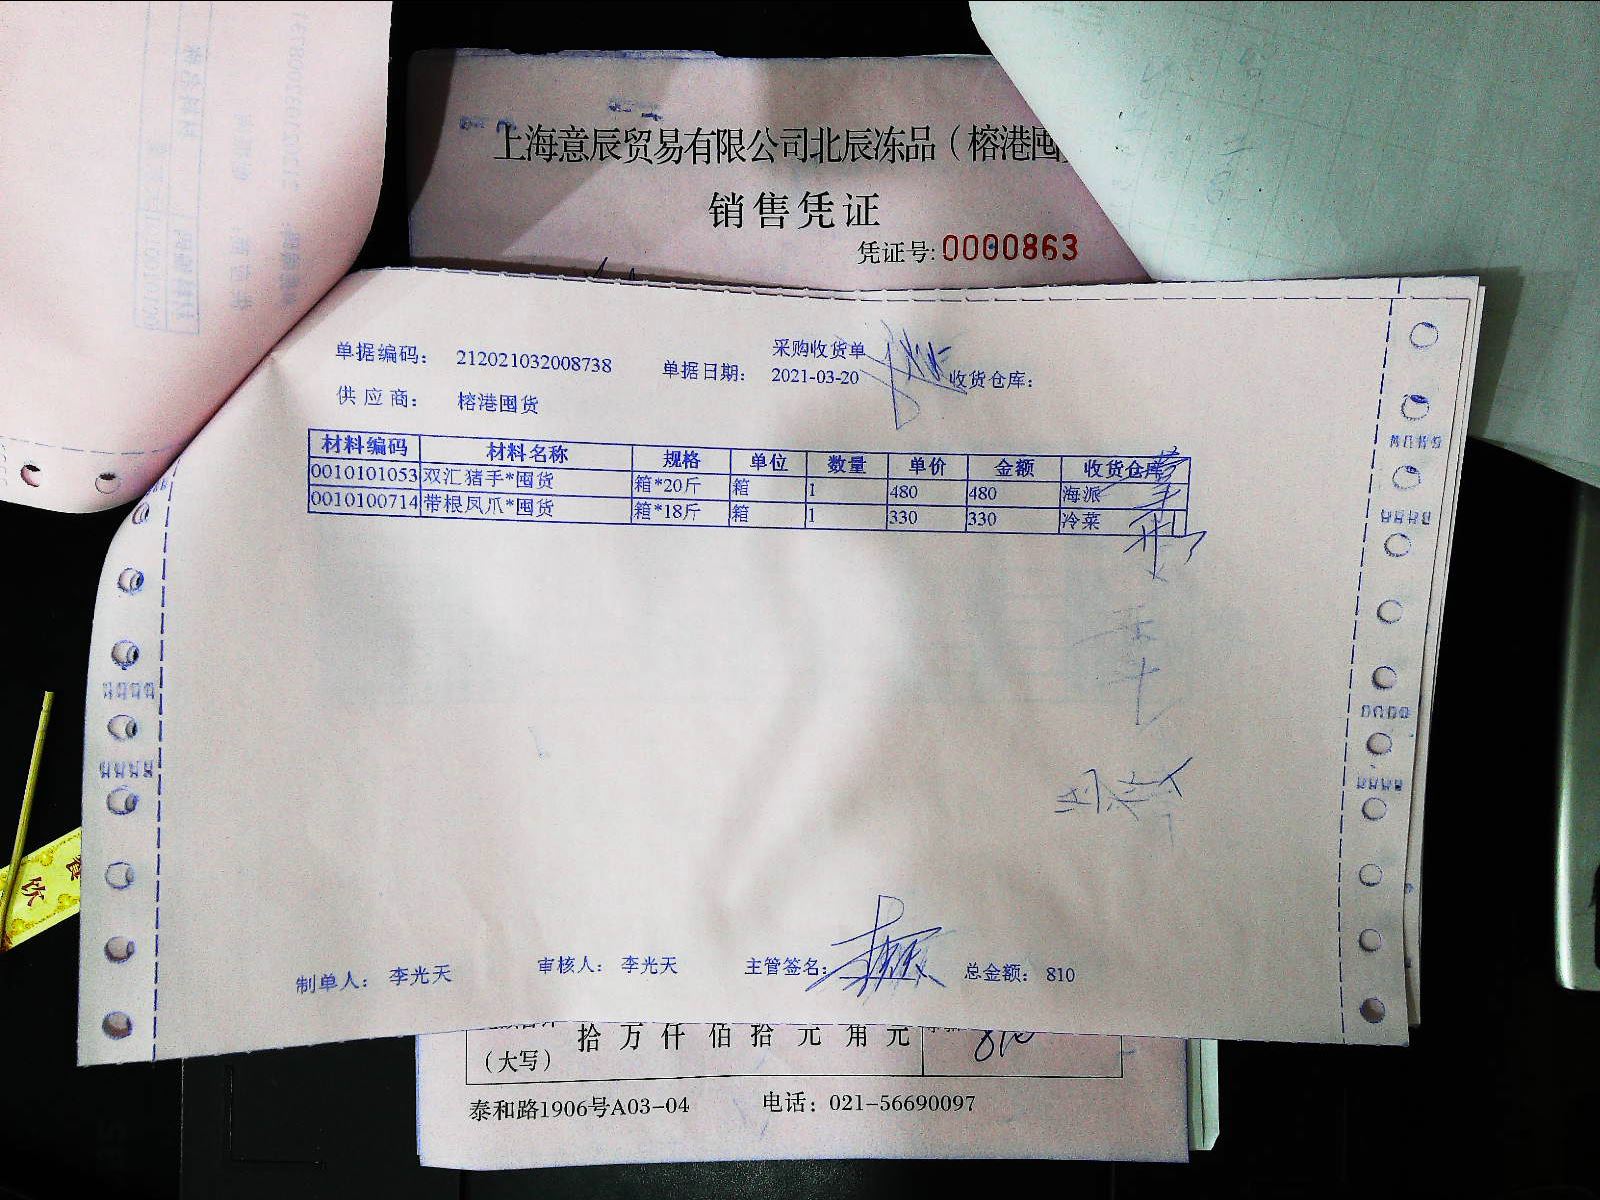 上海意辰贸易有限公司北辰冻品（榕港囤
销售凭证
凭证号:0000863
采购收货单
单据编码： 212021032008738 单据日期： 2021-03-20 收货仓库：
供应商： 榕港囤货
材料编码 材料名称 规格 单位 数量 单价 金额 收货仓库
0010101053 双汇猪手*囤货 箱*20斤 箱 1 480 480 海派
0010100714 带根凤爪*囤货 箱*18斤 箱 1 330 330 冷菜
制单人： 李光天 审核人： 李光天 主管签名： 总金额： 810
拾万仟佰拾元角元 810
（大写）
泰和路1906号A03-04 电话：021-56690097
餐饮